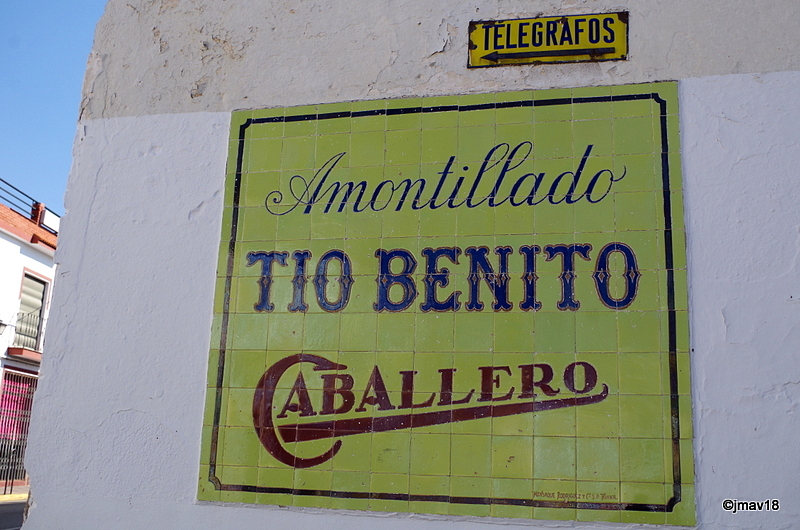 TELEGRAFOS
Amontillado
TIO BENITO
CABALLERO
©jmav18